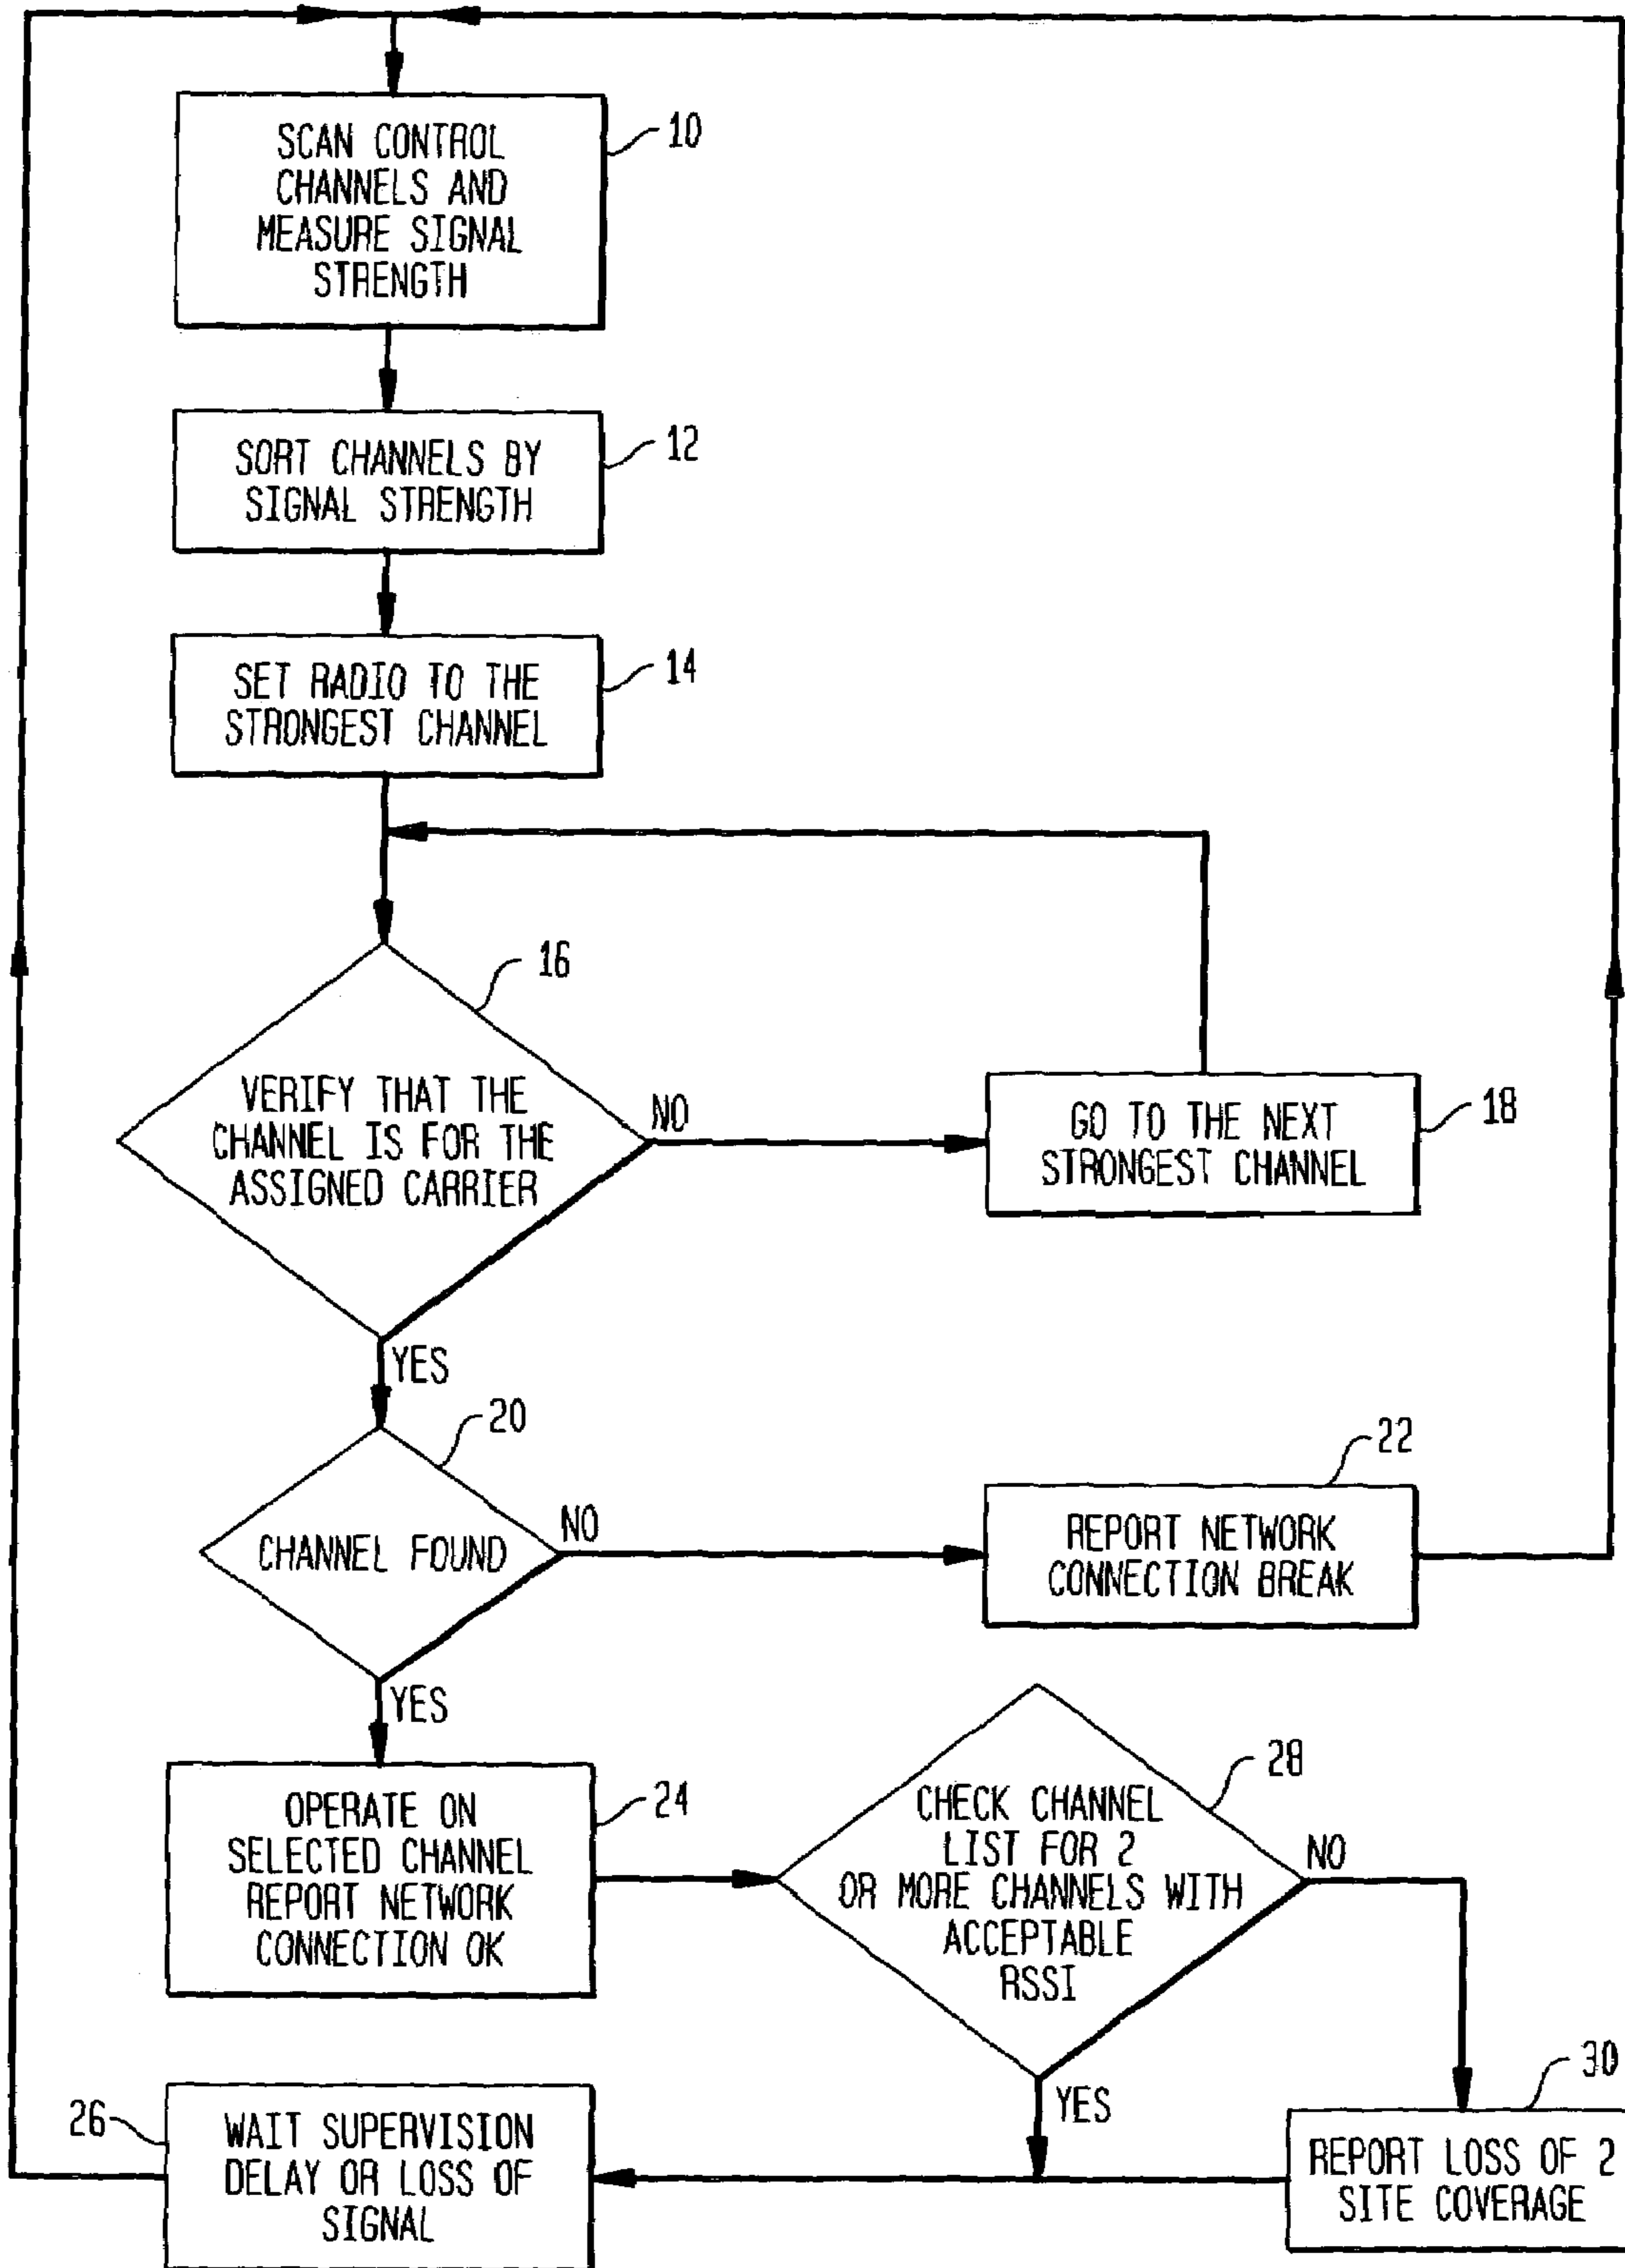 SCAN CONTROL
CHANNELS AND
MEASURE SIGNAL
STRENGTH
10
SORT CHANNELS BY
SIGNAL STRENGTH
12
SET RADIO TO THE
STRONGEST CHANNEL
14
16
VERIFY THAT THE
CHANNEL IS FOR THE
ASSIGNED CARRIER
NO
GO TO THE NEXT
STRONGEST CHANNEL
18
YES
20
CHANNEL FOUND
NO
22
REPORT NETWORK
CONNECTION BREAK
YES
OPERATE ON
SELECTED CHANNEL
REPORT NETWORK
CONNECTION OK
24
28
CHECK CHANNEL
LIST FOR 2
OR MORE CHANNELS WITH
ACCEPTABLE
RSSI
NO
YES
30
REPORT LOSS OF 2
SITE COVERAGE
26
WAIT SUPERVISION
DELAY OR LOSS OF
SIGNAL